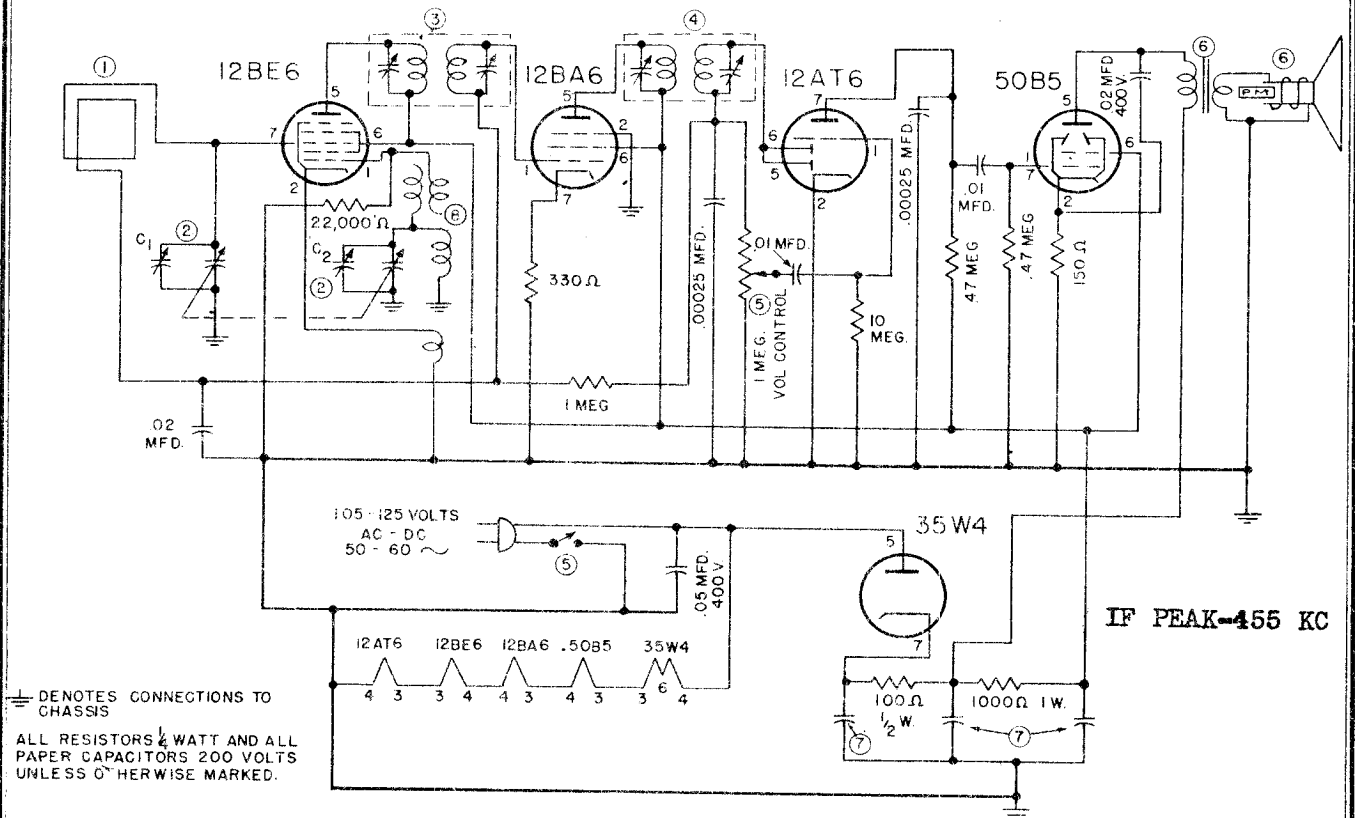 ①
12BE6
③
12BA6
④
12AT6
50B5
⑥
⑥
P.M
.02 MFD
400 V
5
7
6
1
2
22,000 Ω
⑧
C1
②
C2
②
5
2
6
1
7
330 Ω
.00025 MFD.
.01 MFD.
⑤
1 MEG.
VOL CONTROL
10
MEG.
7
6
5
1
2
.00025 MFD.
.01
MFD.
.47 MEG
.47 MEG
150 Ω
5
1
7
6
2
1 MEG
.02
MFD.
105-125 VOLTS
AC - DC
50 - 60 ~
⑤
.05 MFD.
400 V
35W4
5
7
IF PEAK-455 KC
12AT6 12BE6 12BA6 .50B5 35W4
4 3 3 4 4 3 4 3 3 6 4
100 Ω
1/2 W.
1000 Ω 1 W.
⑦
⑦
DENOTES CONNECTIONS TO
CHASSIS
ALL RESISTORS 1/4 WATT AND ALL
PAPER CAPACITORS 200 VOLTS
UNLESS O HERWISE MARKED.